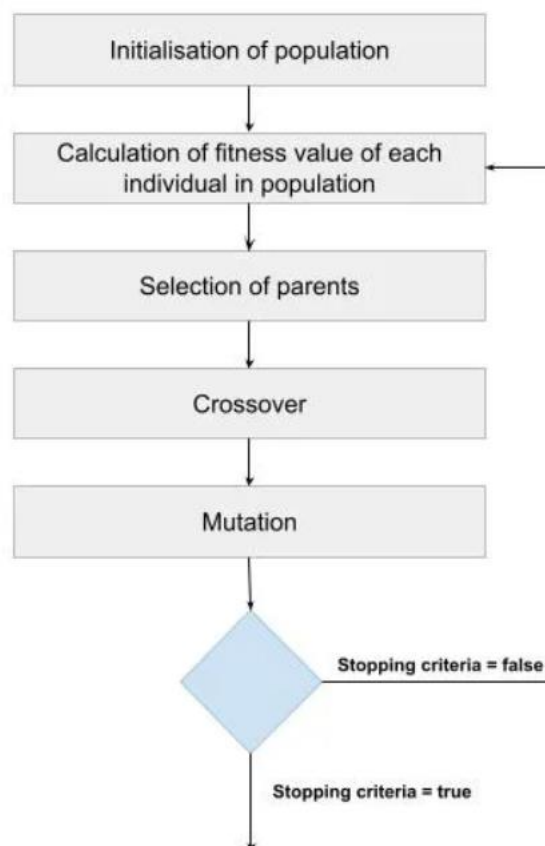 Initialisation of population
Calculation of fitness value of each
individual in population
Selection of parents
Crossover
Mutation
Stopping criteria = false
Stopping criteria = true